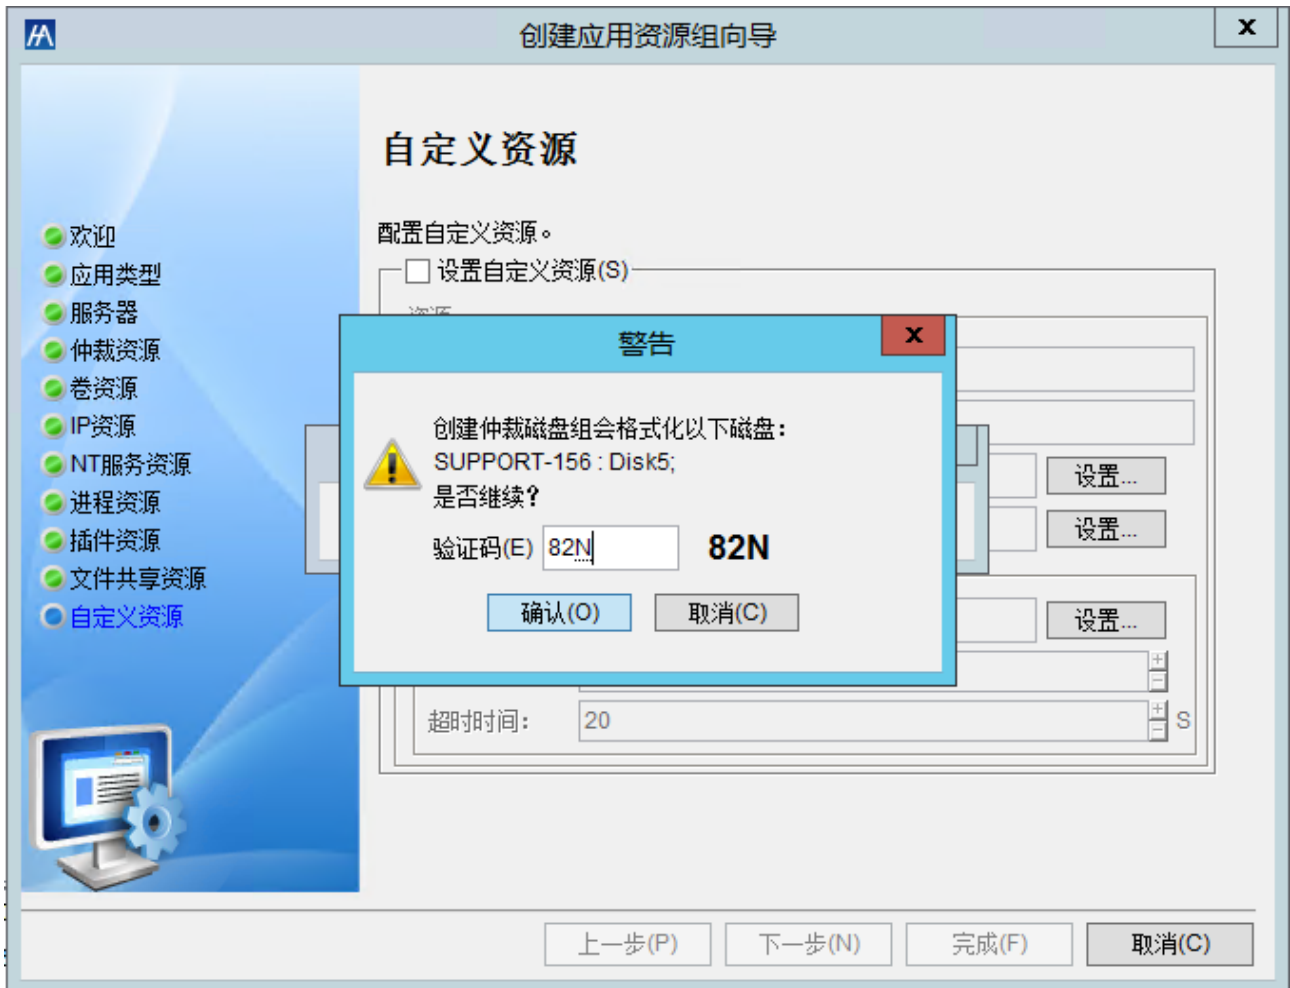 创建应用资源组向导
X
欢迎
应用类型
服务器
仲裁资源
卷资源
IP资源
NT服务资源
进程资源
插件资源
文件共享资源
自定义资源
自定义资源
配置自定义资源。
设置自定义资源(S)
资源
设置...
设置...
设置...
超时时间:
20
S
警告
X
创建仲裁磁盘组会格式化以下磁盘:
SUPPORT-156 : Disk5;
是否继续?
验证码(E)
82N
82N
确认(O)
取消(C)
上一步(P)
下一步(N)
完成(F)
取消(C)